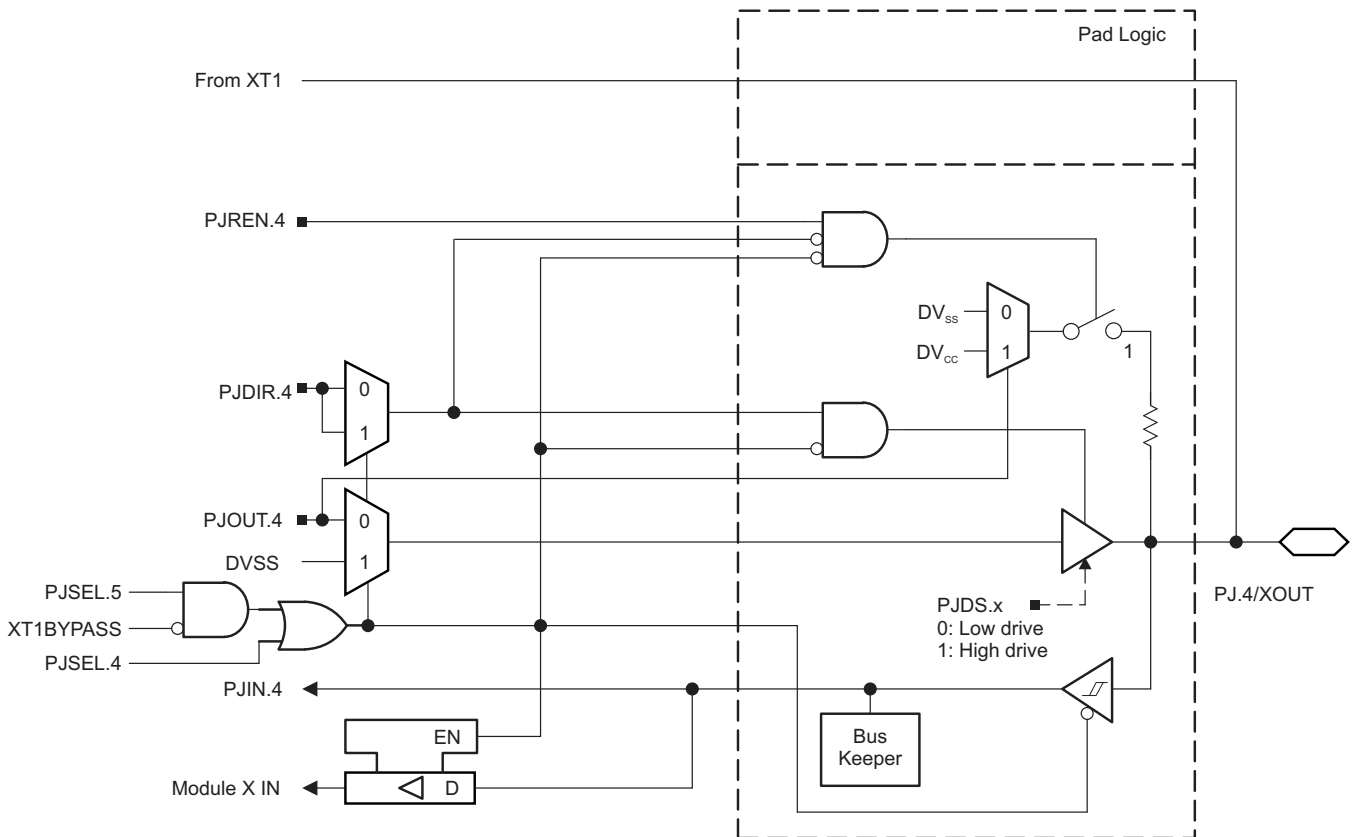 Pad Logic
From XT1
PJREN.4
DVSS
0
DVCC
1
1
PJDIR.4
0
1
PJOUT.4
0
DVSS
1
PJSEL.5
XT1BYPASS
PJSEL.4
PJDS.x
0: Low drive
1: High drive
PJ.4/XOUT
PJIN.4
EN
Bus
Keeper
Module X IN
D